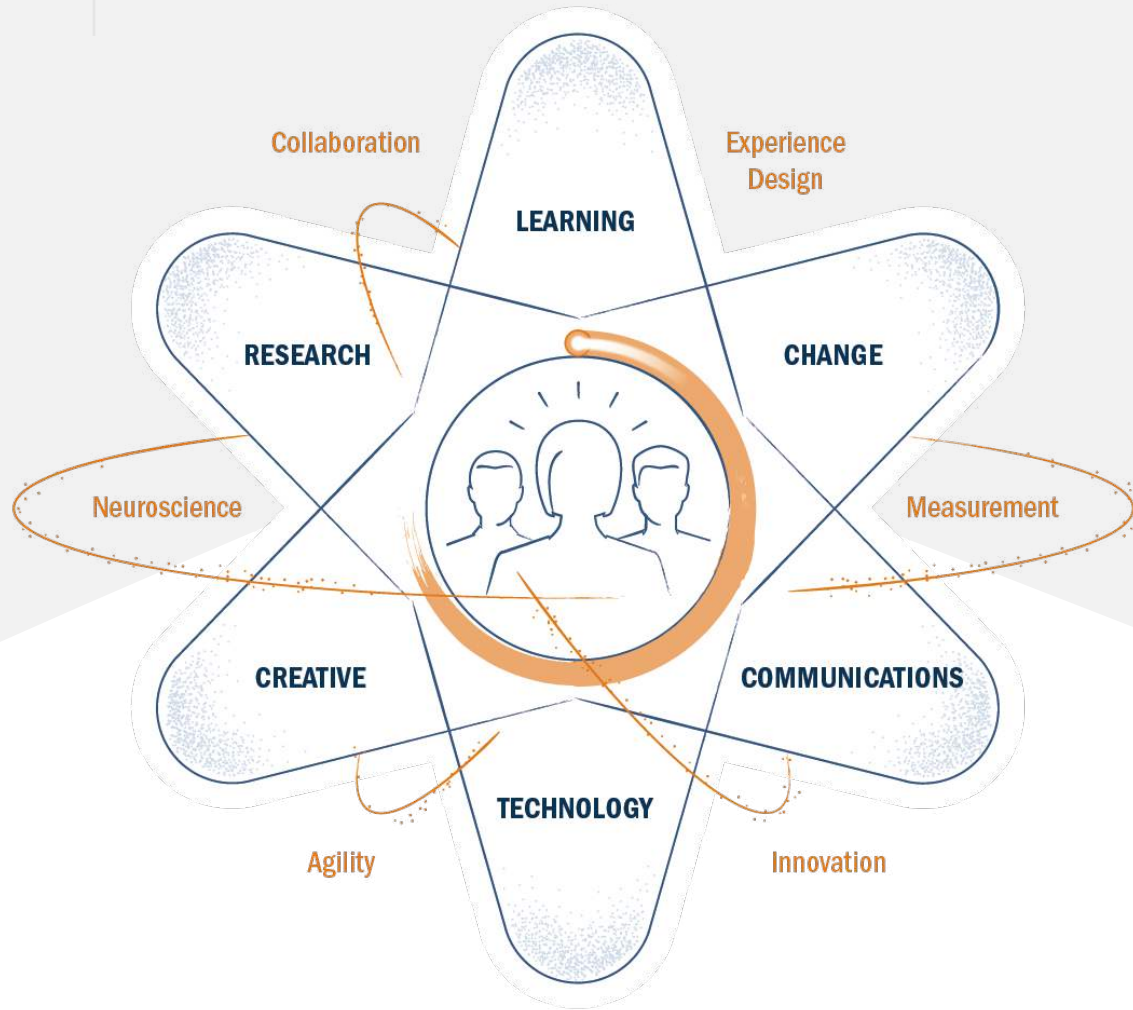 Collaboration
Experience
Design
LEARNING
RESEARCH
CHANGE
Neuroscience
Measurement
CREATIVE
COMMUNICATIONS
TECHNOLOGY
Agility
Innovation